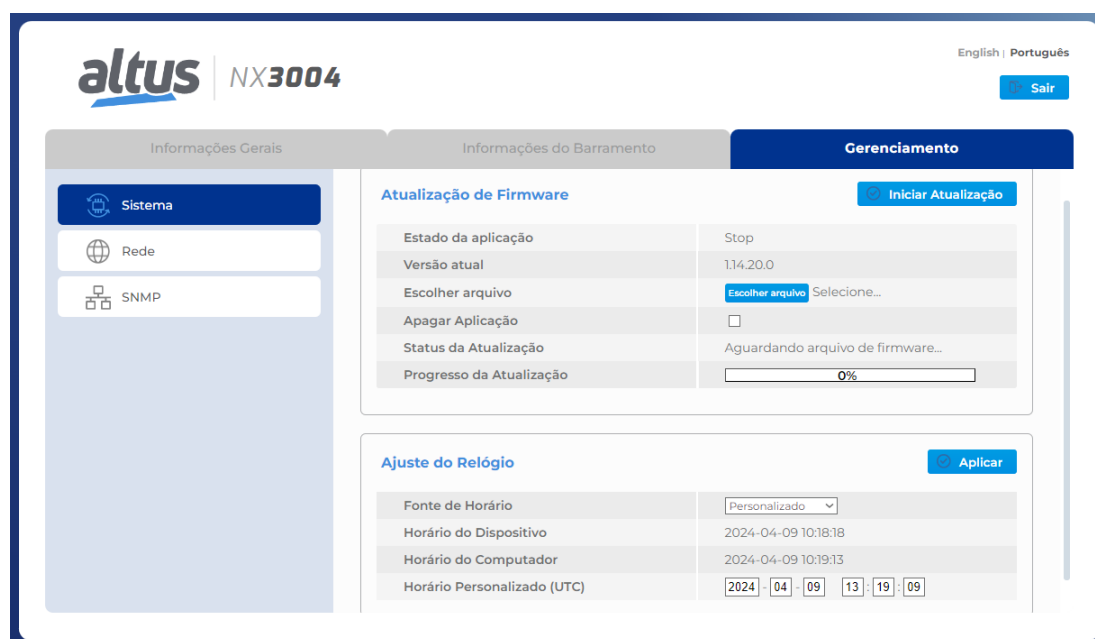 English | Português
altus NX3004
Sair
Informações Gerais Informações do Barramento Gerenciamento
Sistema
Rede
SNMP
Atualização de Firmware Iniciar Atualização
Estado da aplicação Stop
Versão atual 1.14.20.0
Escolher arquivo Escolher arquivo Selecione...
Apagar Aplicação
Status da Atualização Aguardando arquivo de firmware...
Progresso da Atualização 0%
Ajuste do Relógio Aplicar
Fonte de Horário Personalizado
Horário do Dispositivo 2024-04-09 10:18:18
Horário do Computador 2024-04-09 10:19:13
Horário Personalizado (UTC) 2024 - 04 - 09 13 : 19 : 09